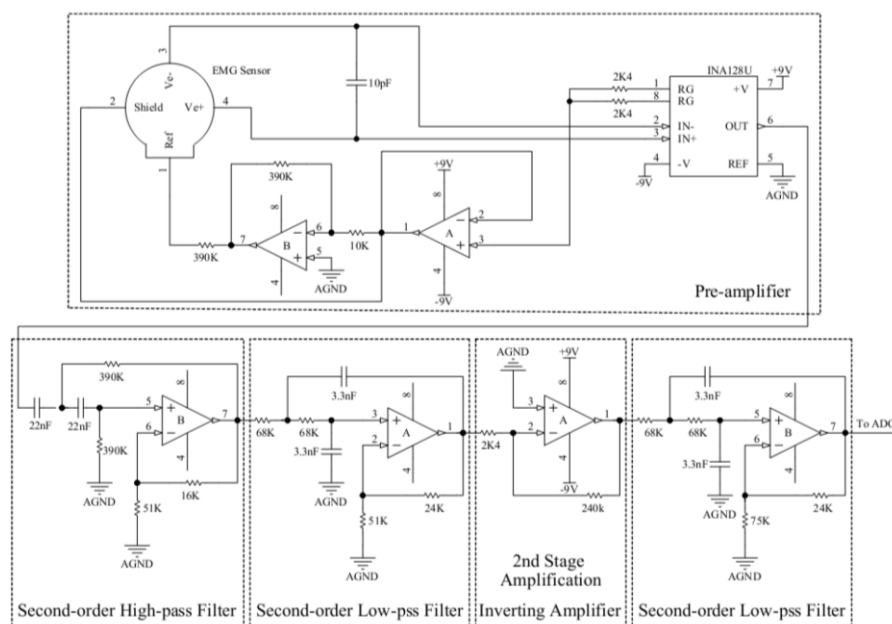 3
EMG Sensor
Ve-
2
Shield
Ve+
4
Ref
1
10pF
2K4
2K4
INA128U
+9V
1
RG
+V
7
8
RG
2
IN-
OUT
6
3
IN+
4
-V
REF
5
-9V
AGND
390K
8
6
7
B
5
4
390K
AGND
10K
+9V
8
2
1
A
3
4
-9V
Pre-amplifier
390K
22nF
22nF
390K
AGND
5
8
B
7
6
4
16K
51K
AGND
Second-order High-pass Filter
3.3nF
68K
68K
3.3nF
AGND
8
3
A
1
2
4
24K
51K
AGND
Second-order Low-pss Filter
AGND
+9V
8
3
A
1
2
4
-9V
2K4
240k
2nd Stage
Amplification
Inverting Amplifier
3.3nF
68K
68K
3.3nF
AGND
8
5
B
7
6
4
To ADC
24K
75K
AGND
Second-order Low-pss Filter